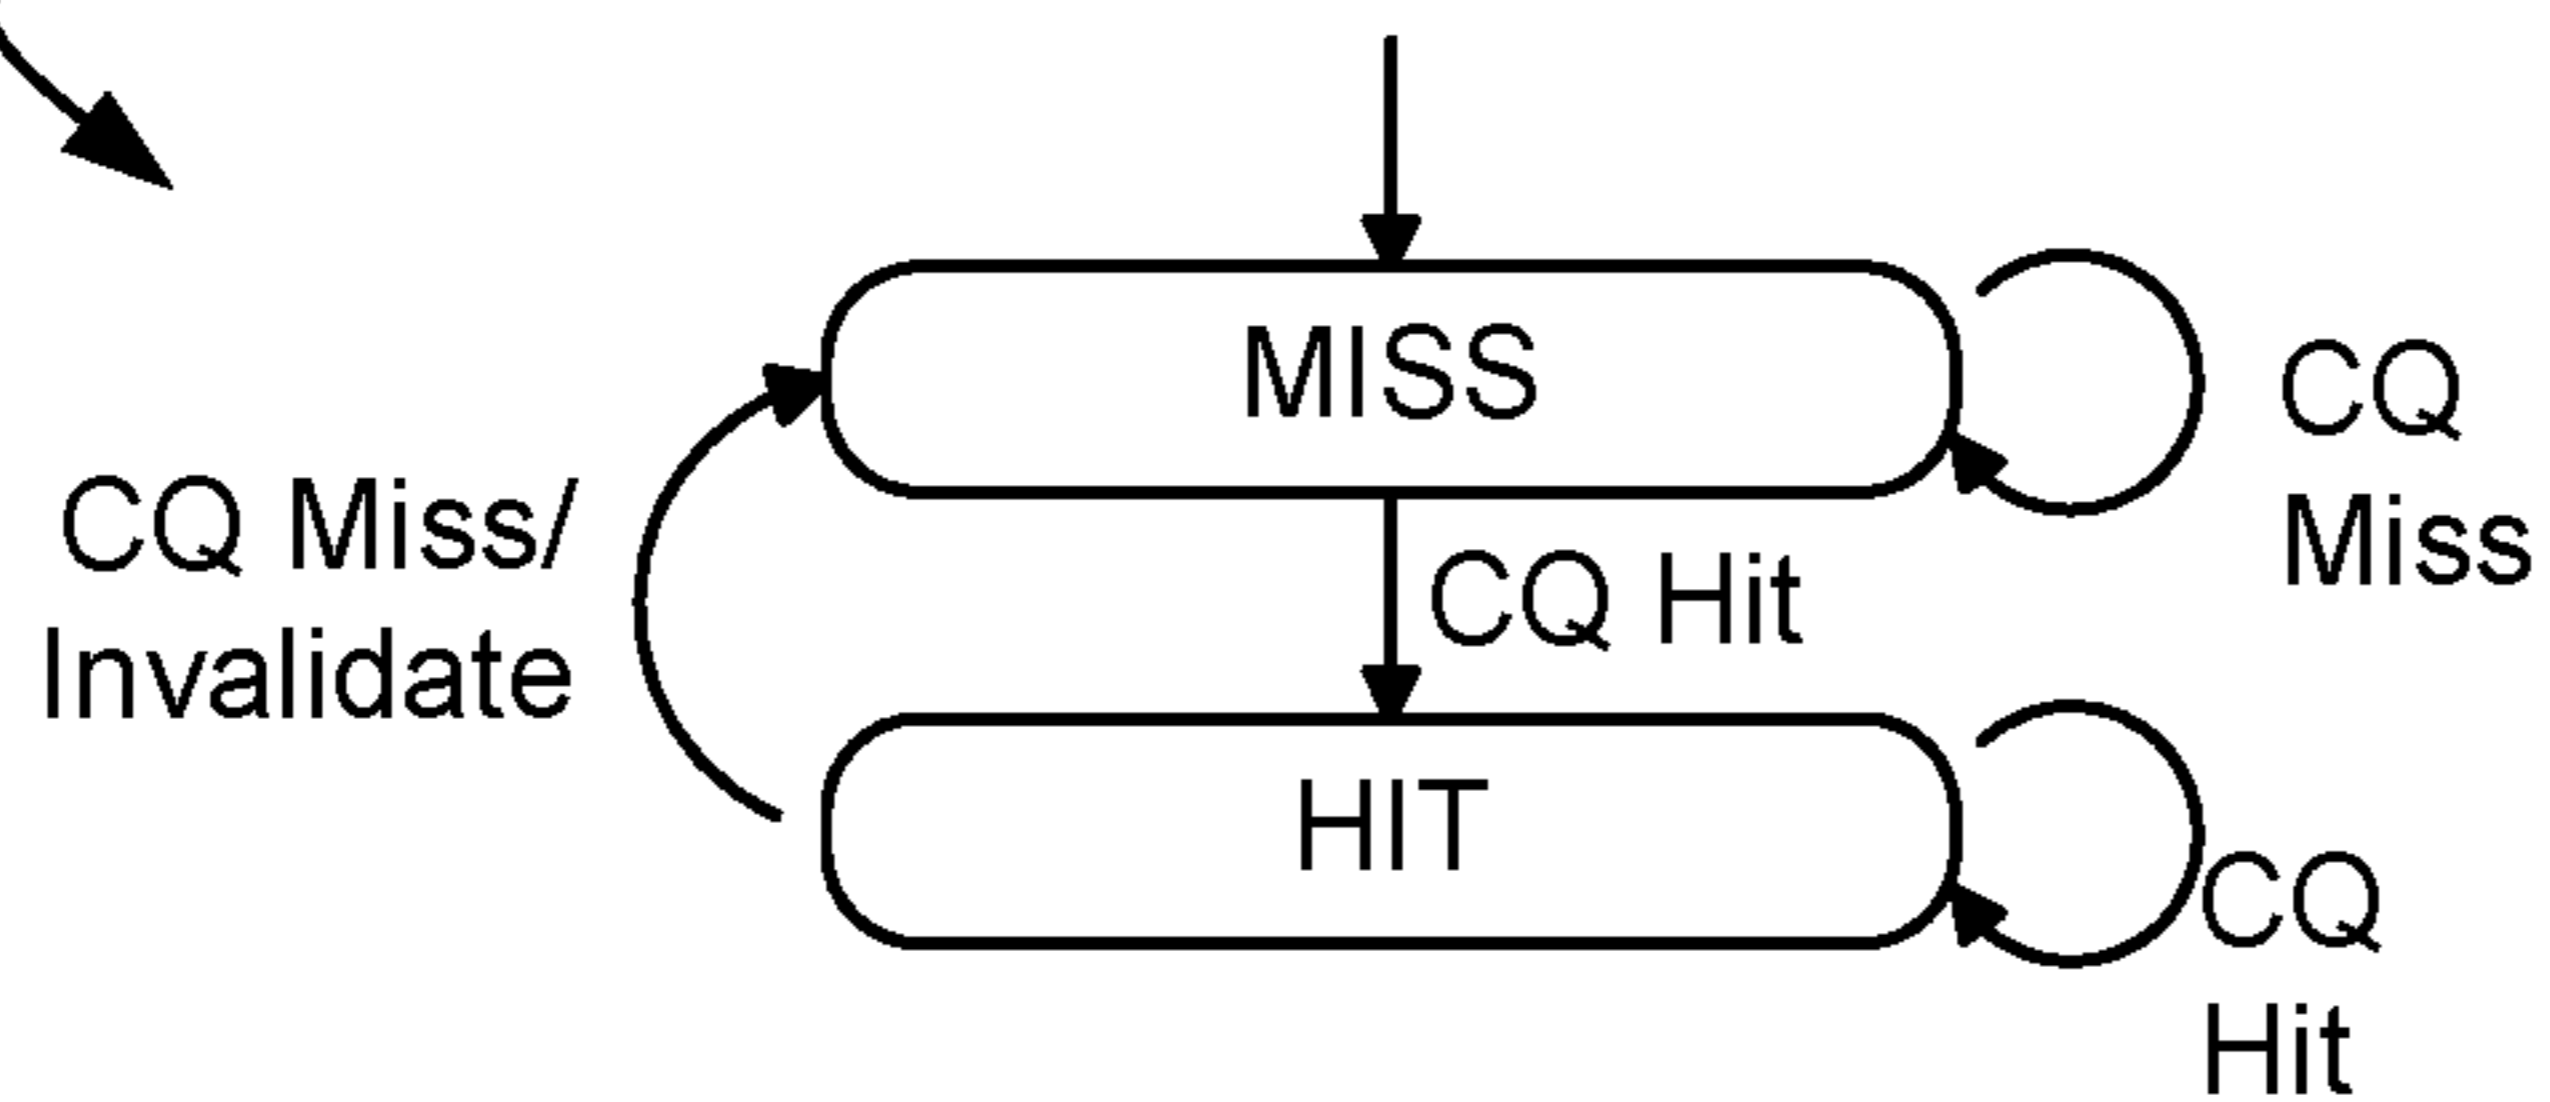 MISS
CQ
Miss
CQ Miss/
Invalidate
CQ Hit
HIT
CQ
Hit